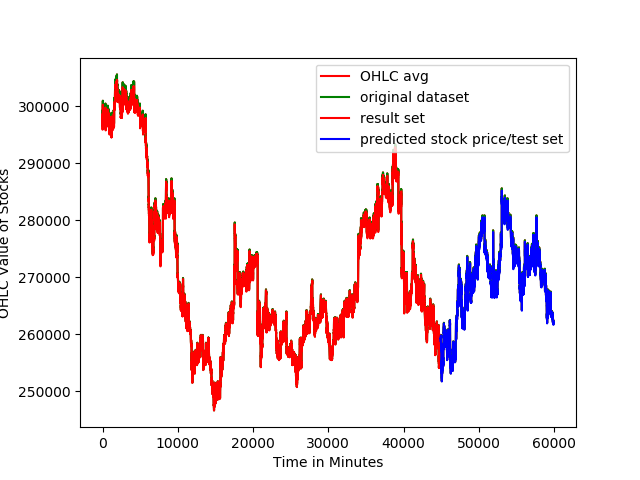 OHLC avg
original dataset
result set
predicted stock price/test set
300000
290000
280000
270000
260000
250000
OHLC Value of Stocks
0
10000
20000
30000
40000
50000
60000
Time in Minutes